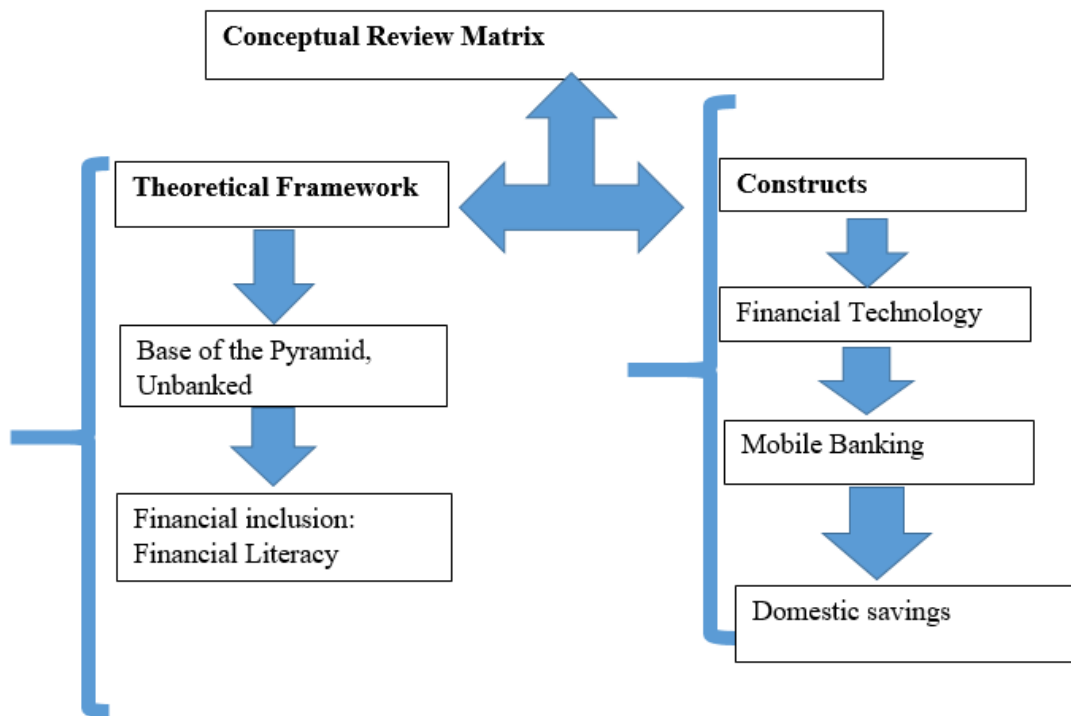 Conceptual Review Matrix
Theoretical Framework
Base of the Pyramid,
Unbanked
Financial inclusion:
Financial Literacy
Constructs
Financial Technology
Mobile Banking
Domestic savings